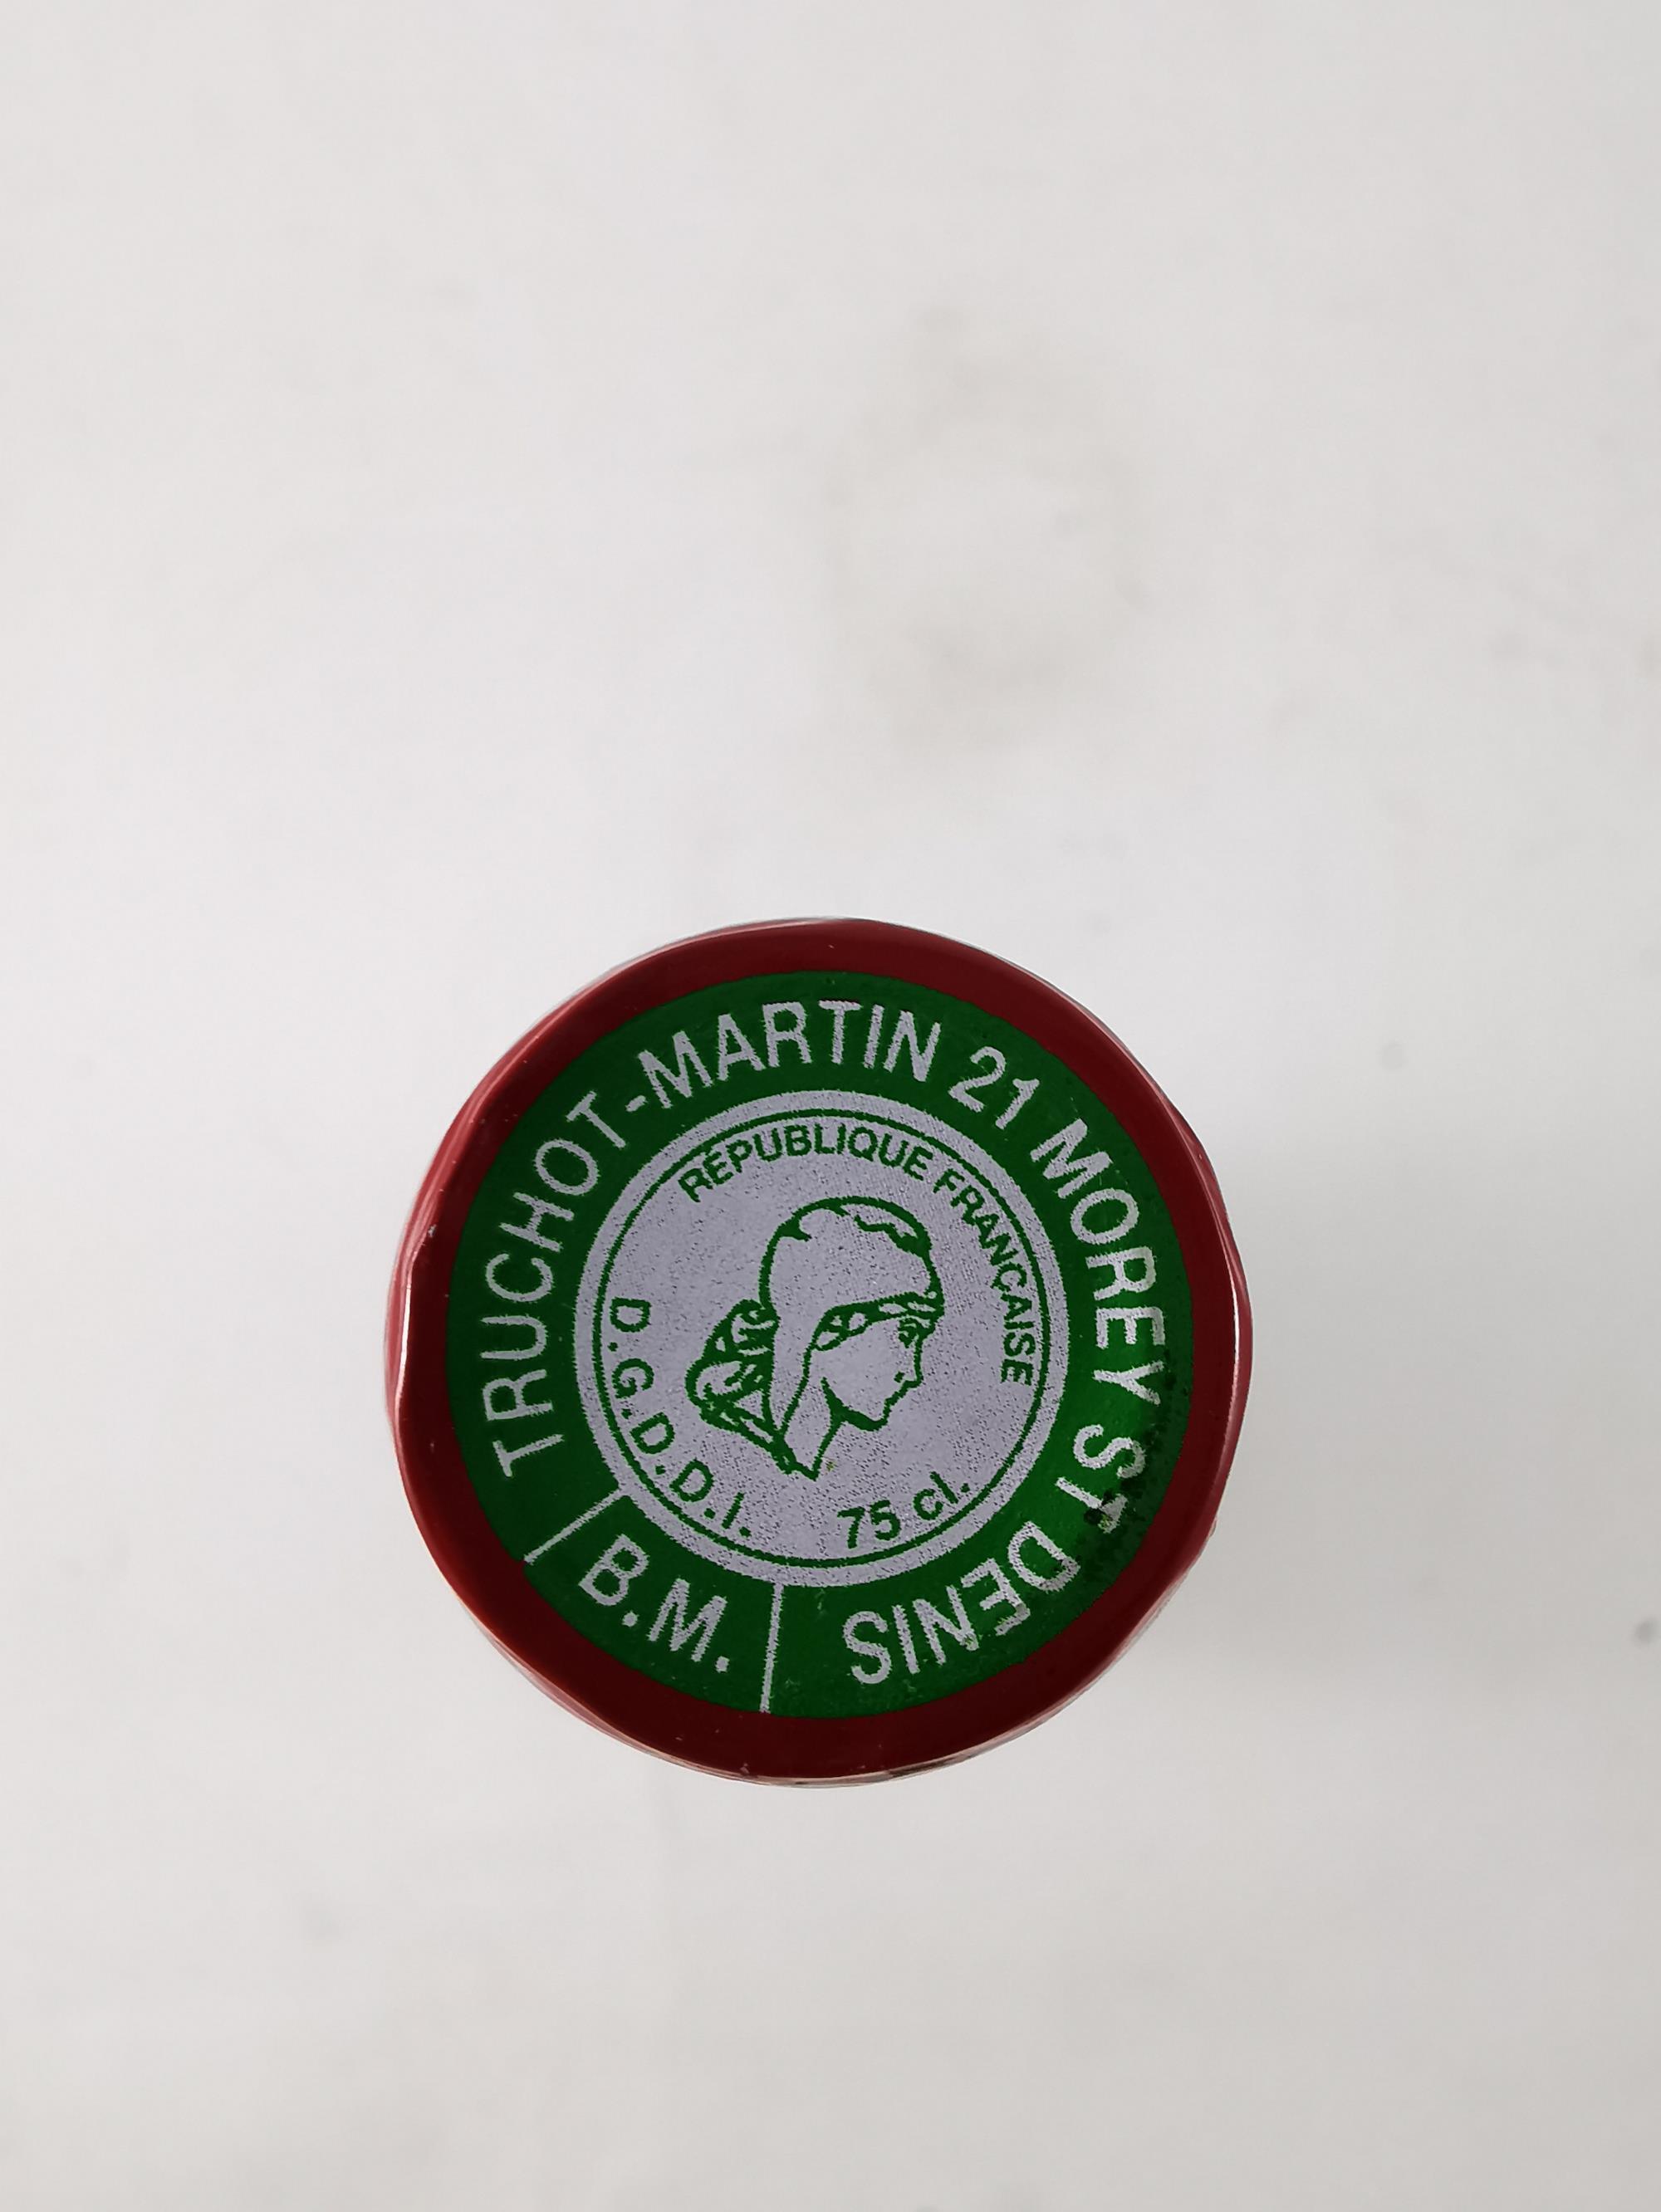 TRUCHOT-MARTIN 21 MOREY ST DENIS
B.M.
RÉPUBLIQUE FRANÇAISE
D.G.D.D.I.
75 cl.